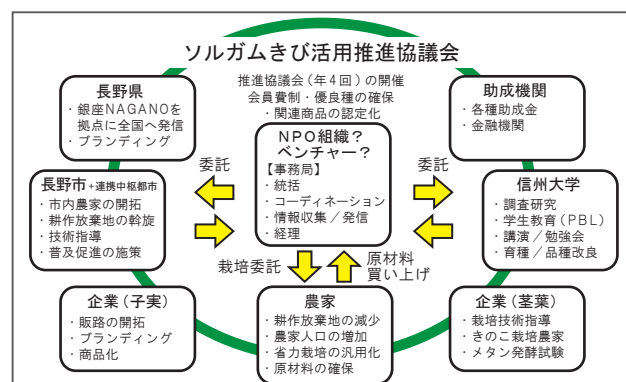 ソルガムきび活用推進協議会
推進協議会(年4回)の開催
会員費制・優良種の確保
・関連商品の認定化
長野県
・銀座NAGANOを
拠点に全国へ発信
・ブランディング
助成機関
・各種助成金
・金融機関
NPO組織?
ベンチャー?
【事務局】
・統括
・コーディネーション
・情報収集/発信
・経理
委託
委託
長野市+連携中枢都市
・市内農家の開拓
・耕作放棄地の斡旋
・技術指導
・普及促進の施策
信州大学
・調査研究
・学生教育(PBL)
・講演/勉強会
・育種/品種改良
栽培委託
原材料
買い上げ
企業(子実)
・販路の開拓
・ブランディング
・商品化
農家
・耕作放棄地の減少
・農家人口の増加
・省力栽培の汎用化
・原材料の確保
企業(茎葉)
・栽培技術指導
・きのこ栽培農家
・メタン発酵試験